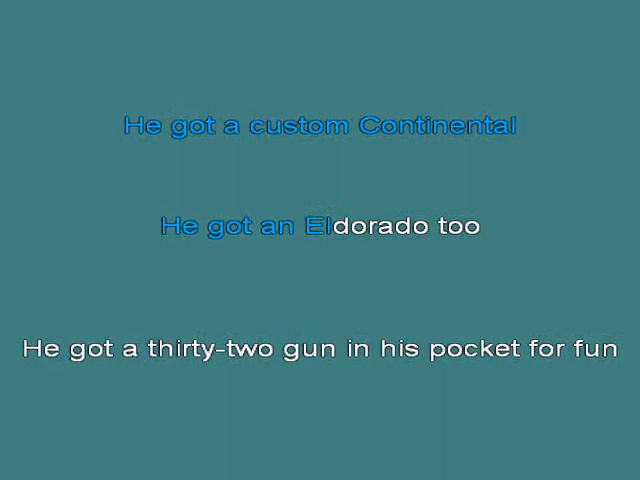 He got a custom Continental
He got an Eldorado too
He got a thirty-two gun in his pocket for fun